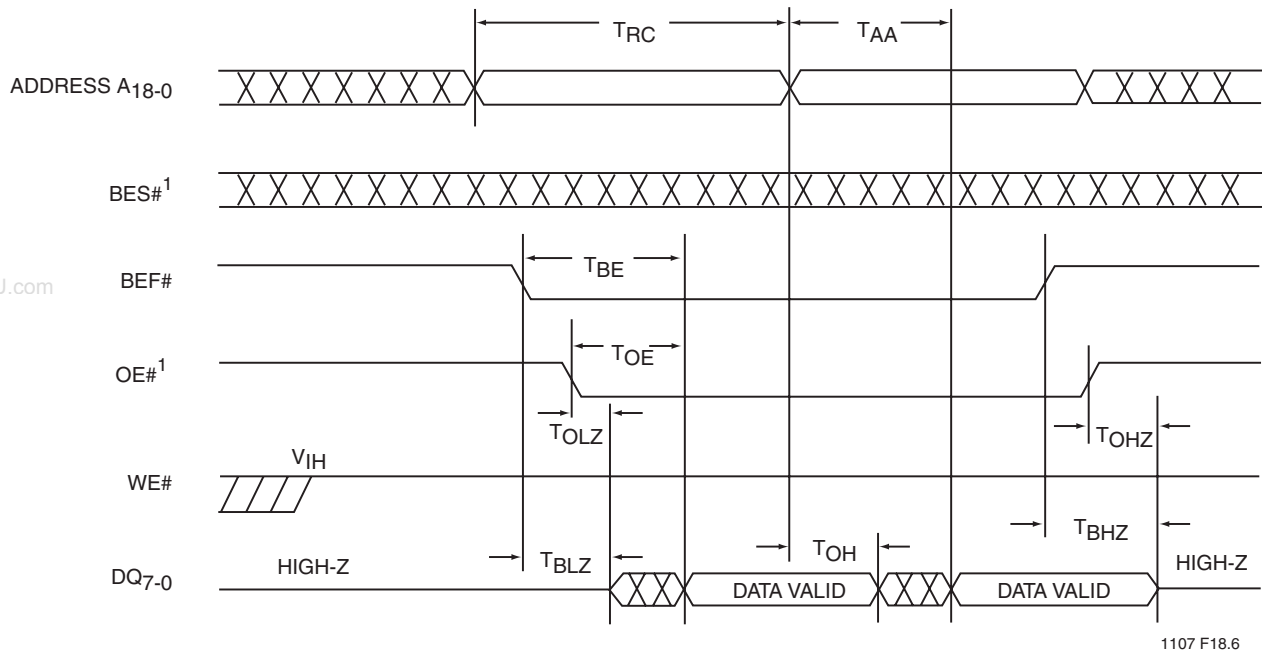 TRC
TAA
ADDRESS A18-0
BES#1
BEF#
TBE
J.com
OE#1
TOE
TOLZ
TOHZ
VIH
WE#
TBHZ
TBLZ
TOH
HIGH-Z
HIGH-Z
DQ7-0
DATA VALID
DATA VALID
1107 F18.6